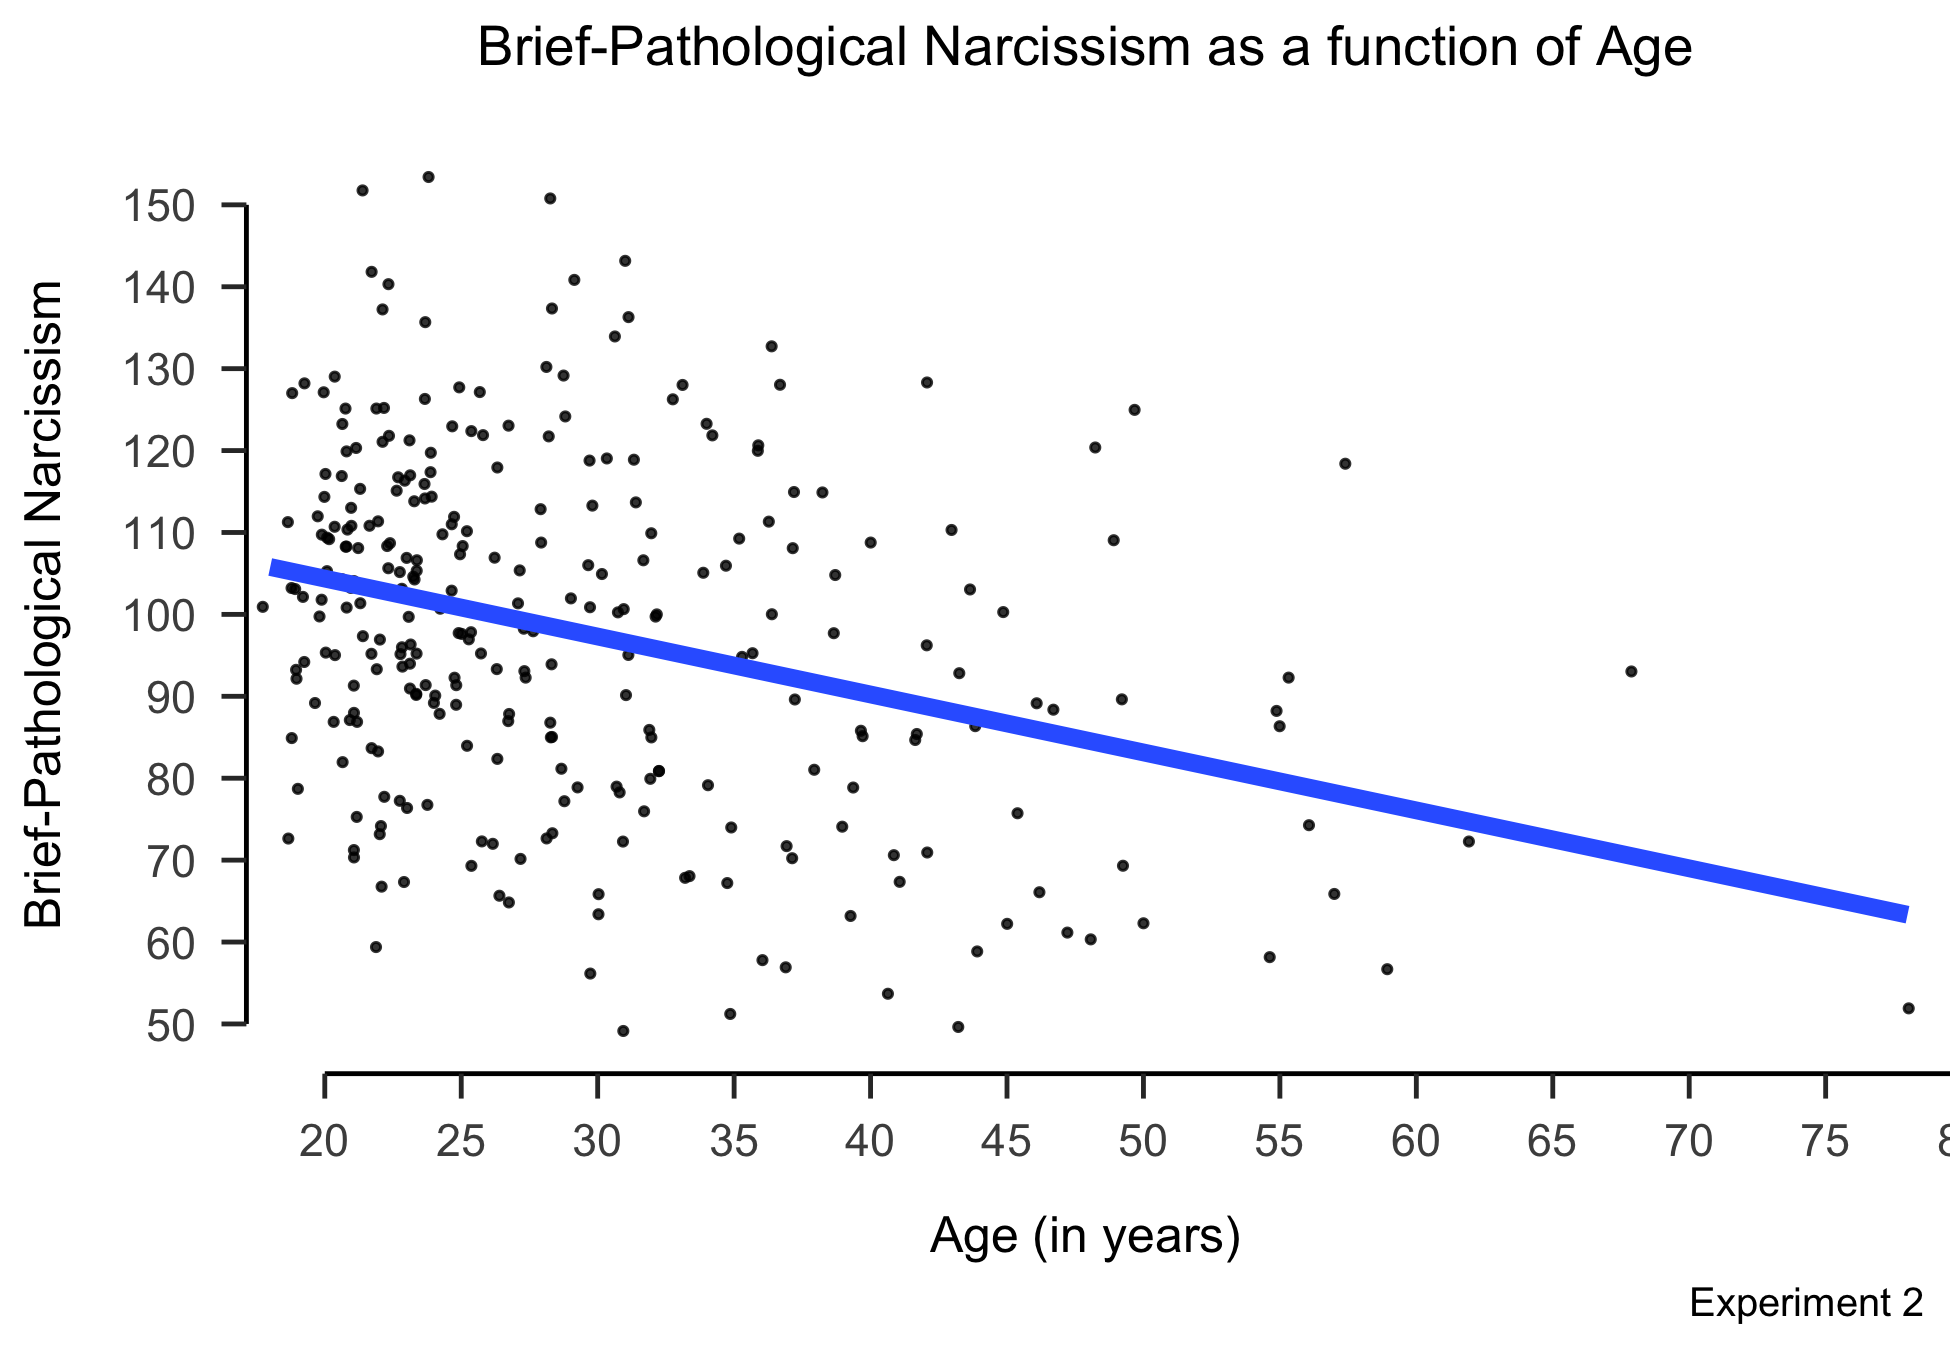 Brief-Pathological Narcissism as a function of Age
Brief-Pathological Narcissism
150
140
130
120
110
100
90
80
70
60
50
20 25 30 35 40 45 50 55 60 65 70 75
Age (in years)
Experiment 2